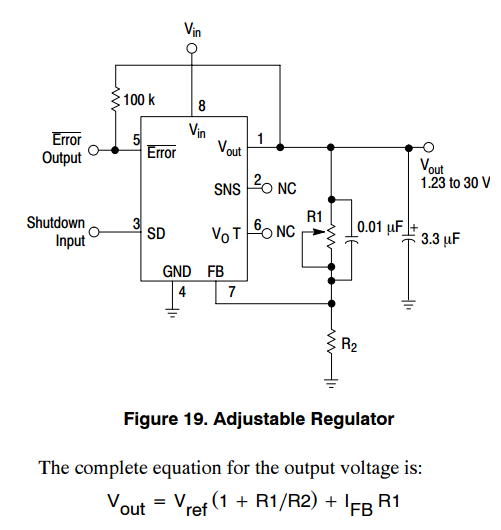 Vin
100 k
8
Vin
Error
Output
5
Error
Vout
1
Vout
1.23 to 30 V
SNS
2
NC
Shutdown
Input
3
SD
VO T
6
NC
R1
0.01 µF
+
3.3 µF
GND
FB
4
7
R2
Figure 19. Adjustable Regulator
The complete equation for the output voltage is:
Vout = Vref (1 + R1/R2) + IFB R1